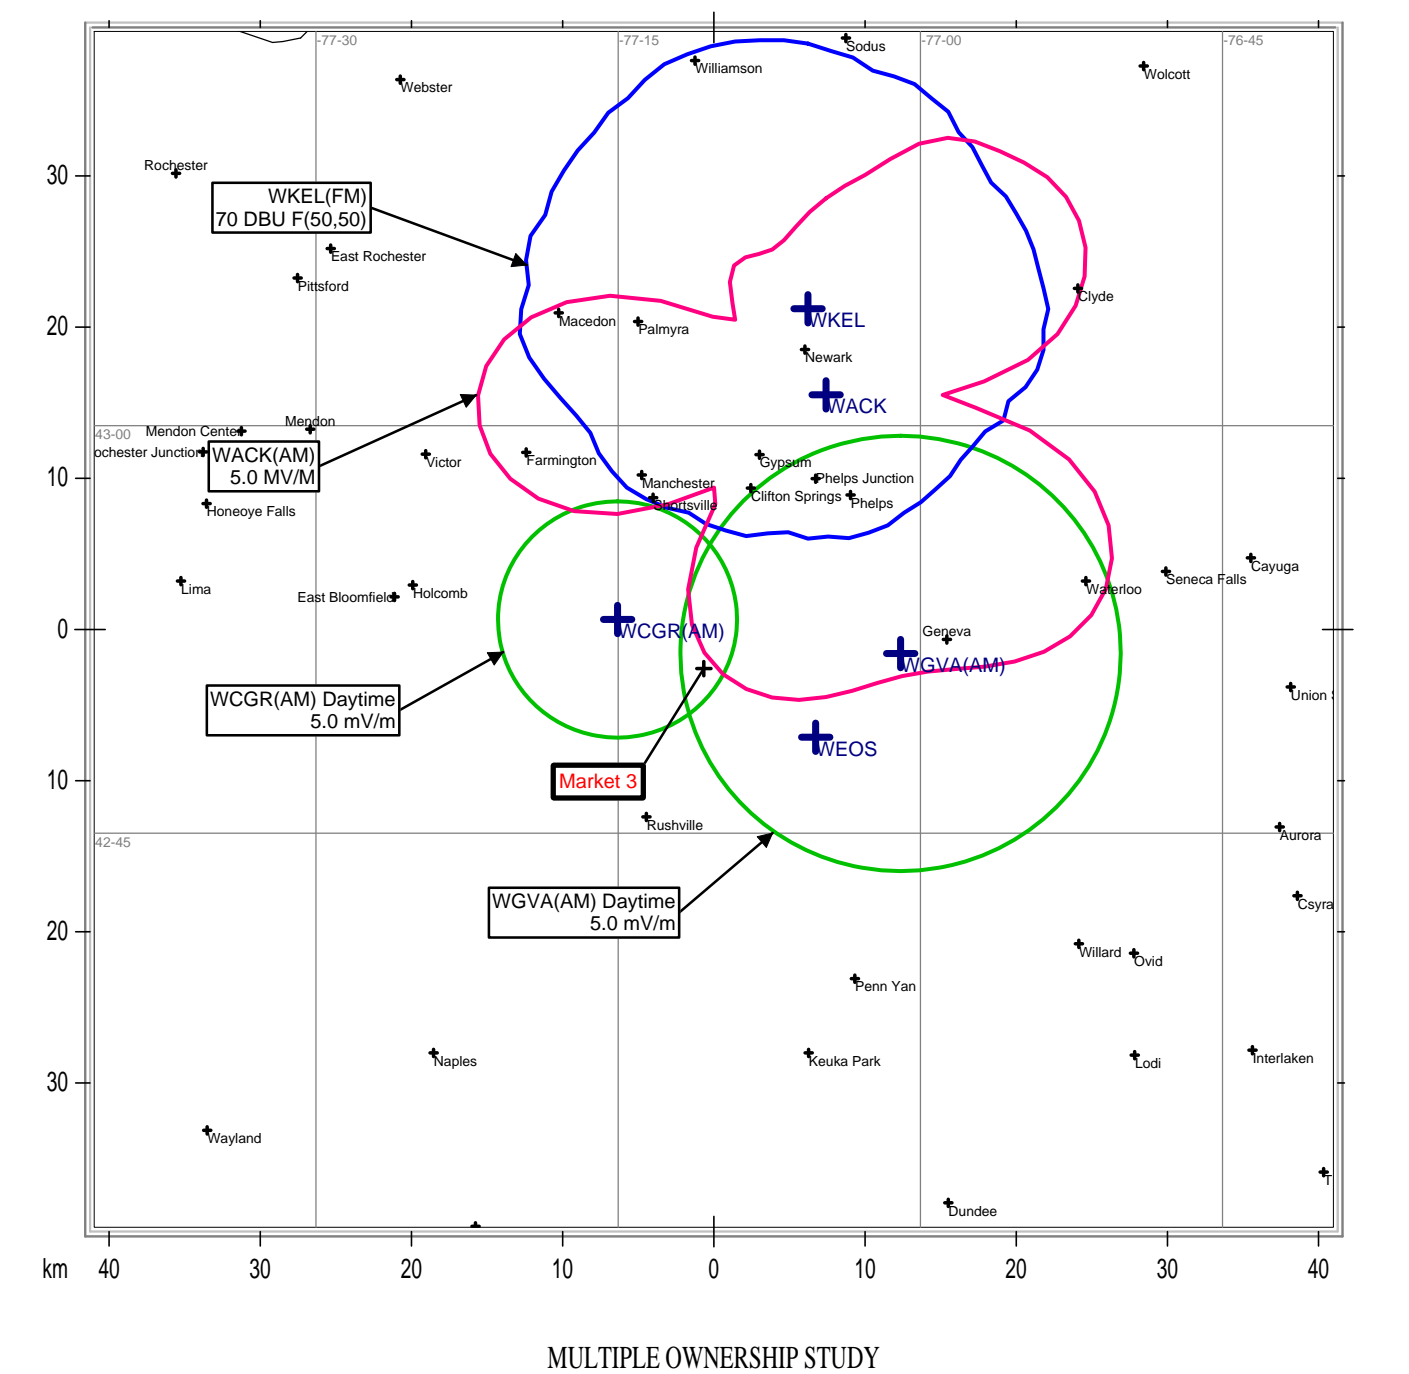 -77-30
-77-15
-77-00
-76-45
Sodus
Williamson
Wolcott
Webster
30
Rochester
WKEL(FM)
70 DBU F(50,50)
East Rochester
Pittsford
Clyde
20
Macedon
Palmyra
WKEL
Newark
WACK
43-00
Mendon
Mendon Center
ochester Junction
WACK(AM)
5.0 MV/M
Victor
Farmington
Gypsum
10
Manchester
Phelps Junction
Clifton Springs
Shortsville
Phelps
Honeoye Falls
Cayuga
Seneca Falls
Lima
Holcomb
East Bloomfield
Waterloo
0
WCGR(AM)
Geneva
WGVA(AM)
WCGR(AM) Daytime
5.0 mV/m
Union
WEOS
10
Market 3
Rushville
42-45
Aurora
WGVA(AM) Daytime
5.0 mV/m
Csyra
20
Willard
Ovid
Penn Yan
Naples
Keuka Park
Lodi
Interlaken
30
Wayland
T
Dundee
km 40 30 20 10 0 10 20 30 40
MULTIPLE OWNERSHIP STUDY